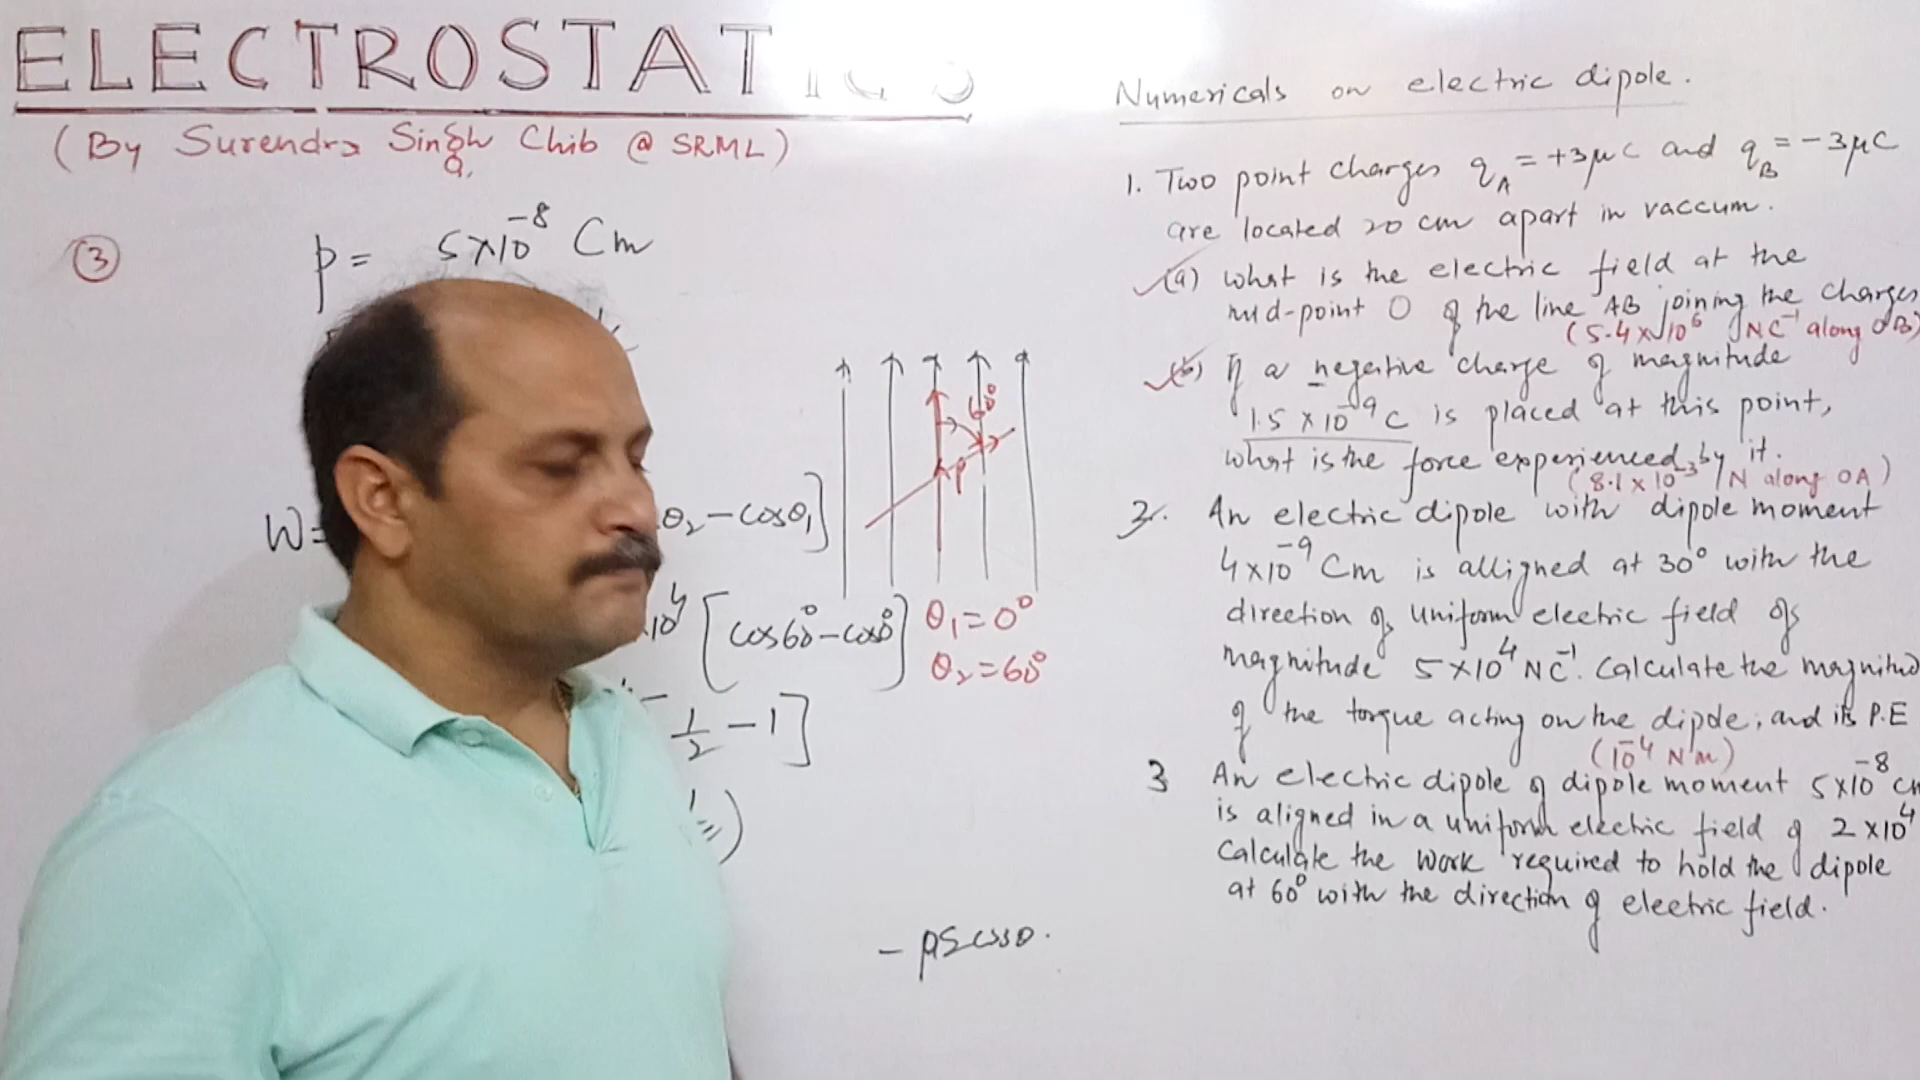 ELECTROSTATICS
(By Surendra Singh Chib @ SRML)
③
p = 5×10⁻⁸ Cm
W=
θ₂ – cosθ₁]
×10⁴ [cos60° – cos0°]
½ – 1]
– pE cosθ.
60°
p
θ₁ = 0°
θ₂ = 60°
Numericals on electric dipole.
1. Two point charges q_A = +3μC and q_B = –3μC
are located 20 cm apart in vaccum.
(a) what is the electric field at the
mid-point O of the line AB joining the charges
(5.4×10⁶ NC⁻¹ along OB)
(b) If a negative charge of magnitude
1.5×10⁻⁹ C is placed at this point,
what is the force experienced by it.
(8.1×10⁻³ N along OA)
2. An electric dipole with dipole moment
4×10⁻⁹ Cm is alligned at 30° with the
direction of uniform electric field of
magnitude 5×10⁴ NC⁻¹. Calculate the magnitud
of the torque acting on the dipole, and its P.E
(10⁻⁴ Nm)
3 An electric dipole of dipole moment 5×10⁻⁸ Cm
is aligned in a uniform electric field of 2×10⁴
Calculate the work required to hold the dipole
at 60° with the direction of electric field.